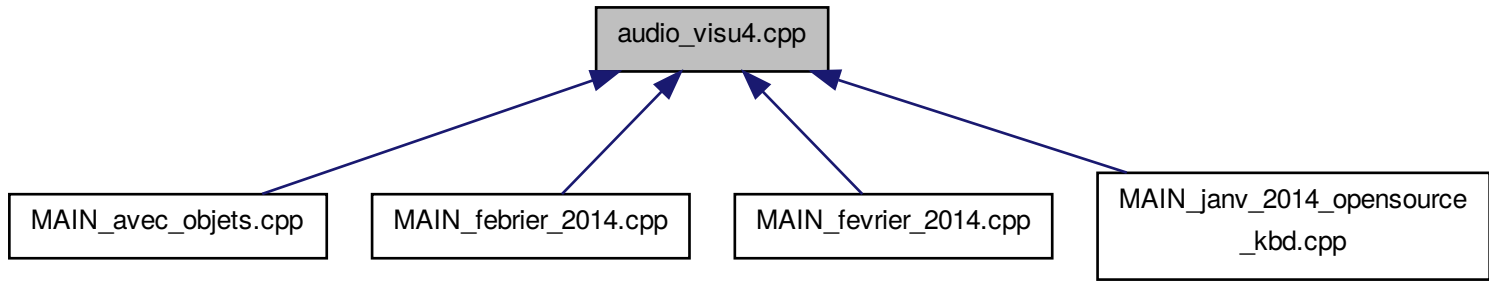 audio_visu4.cpp
MAIN_avec_objets.cpp
MAIN_febrier_2014.cpp
MAIN_fevrier_2014.cpp
MAIN_janv_2014_opensource
_kbd.cpp